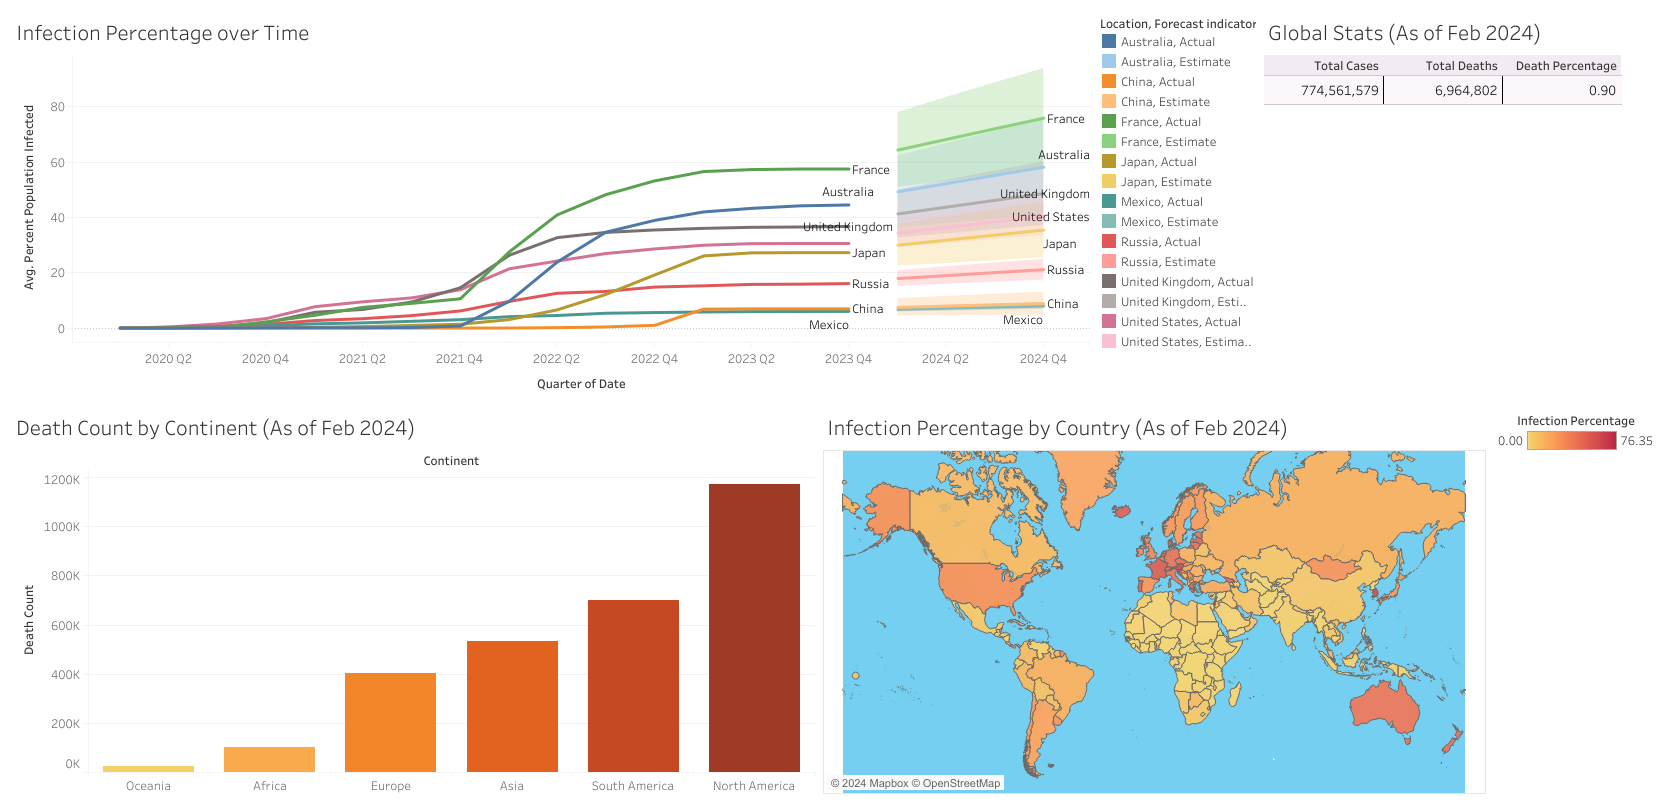 Infection Percentage over Time
Avg. Percent Population Infected
80
60
40
20
0
France
Australia
United Kingdom
Japan
Russia
China
Mexico
France
Australia
United Kingdom
United States
Japan
Russia
China
Mexico
2020 Q2
2020 Q4
2021 Q2
2021 Q4
2022 Q2
2022 Q4
2023 Q2
2023 Q4
2024 Q2
2024 Q4
Quarter of Date
Location, Forecast indicator
Australia, Actual
Australia, Estimate
China, Actual
China, Estimate
France, Actual
France, Estimate
Japan, Actual
Japan, Estimate
Mexico, Actual
Mexico, Estimate
Russia, Actual
Russia, Estimate
United Kingdom, Actual
United Kingdom, Esti..
United States, Actual
United States, Estima..
Global Stats (As of Feb 2024)
Total Cases Total Deaths Death Percentage
774,561,579 6,964,802 0.90
Death Count by Continent (As of Feb 2024)
Continent
Death Count
1200K
1000K
800K
600K
400K
200K
0K
Oceania
Africa
Europe
Asia
South America
North America
Infection Percentage by Country (As of Feb 2024)
© 2024 Mapbox © OpenStreetMap
Infection Percentage
0.00 76.35